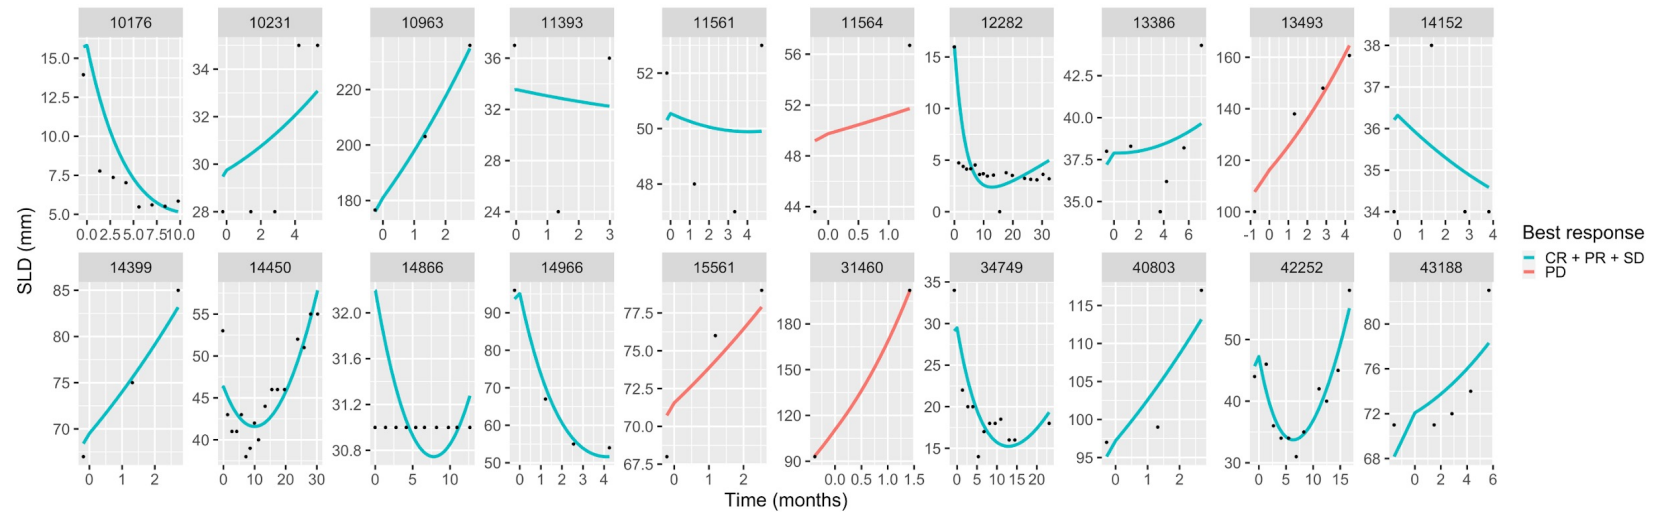 10176 10231 10963 11393 11561 11564 12282 13386 13493 14152
15.0 12.5 10.0 7.5 5.0
0.0 2.5 5.0 7.5 10.0
34 32 30 28
0 2 4
220 200 180
0 1 2
36 32 28 24
0 1 2 3
52 50 48
0 1 2 3 4
56 52 48 44
0.0 0.5 1.0
15 10 5 0
0 10 20 30
42.5 40.0 37.5 35.0
0 2 4 6
160 140 120 100
-1 0 1 2 3 4
38 37 36 35 34
0 1 2 3 4
SLD (mm)
14399 14450 14866 14966 15561 31460 34749 40803 42252 43188
85 80 75 70
0 1 2
55 50 45 40
0 10 20 30
32.0 31.6 31.2 30.8
0 5 10
90 80 70 60 50
0 1 2 3 4
77.5 75.0 72.5 70.0 67.5
0 1 2
180 150 120 90
0.0 0.5 1.0 1.5
35 30 25 20 15
0 5 10 15 20
115 110 105 100 95
0 1 2
50 40 30
0 5 10 15
80 76 72 68
0 2 4 6
Time (months)
Best response
CR + PR + SD
PD